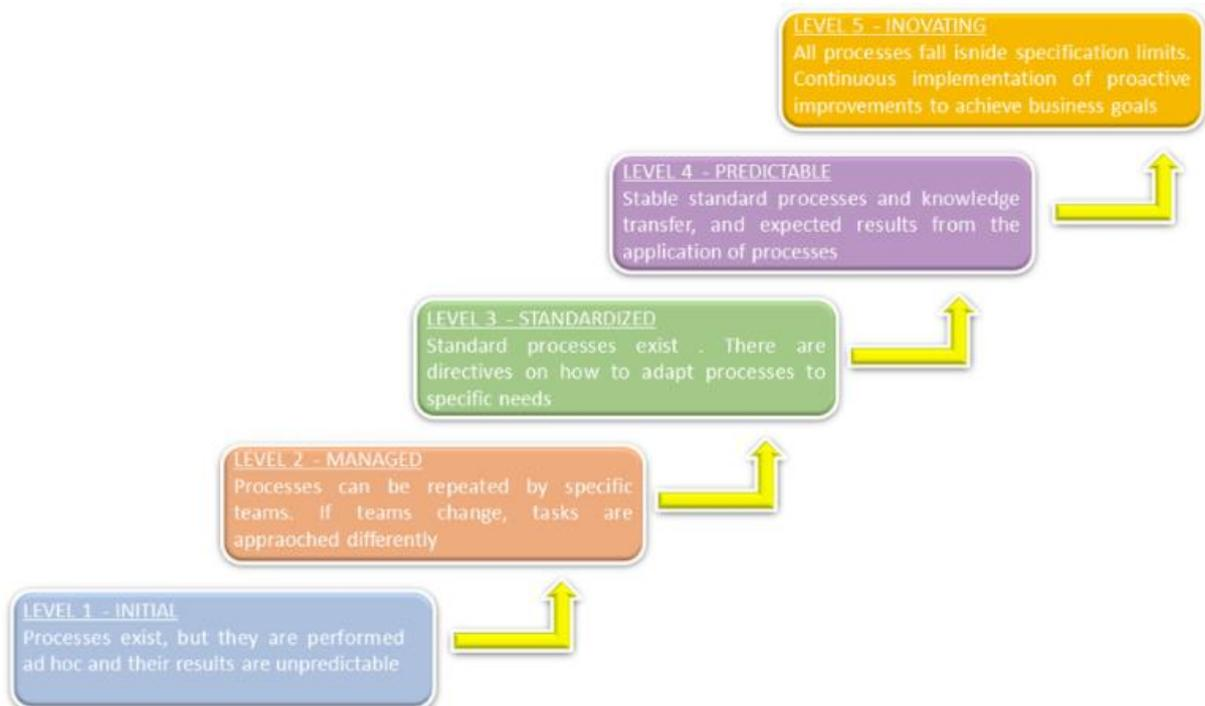 LEVEL 5 - INOVATING
All processes fall isnide specification limits.
Continuous implementation of proactive
improvements to achieve business goals
LEVEL 4 - PREDICTABLE
Stable standard processes and knowledge
transfer, and expected results from the
application of processes
LEVEL 3 - STANDARDIZED
Standard processes exist . There are
directives on how to adapt processes to
specific needs
LEVEL 2 - MANAGED
Processes can be repeated by specific
teams. If teams change, tasks are
appraoched differently
LEVEL 1 - INITIAL
Processes exist, but they are performed
ad hoc and their results are unpredictable